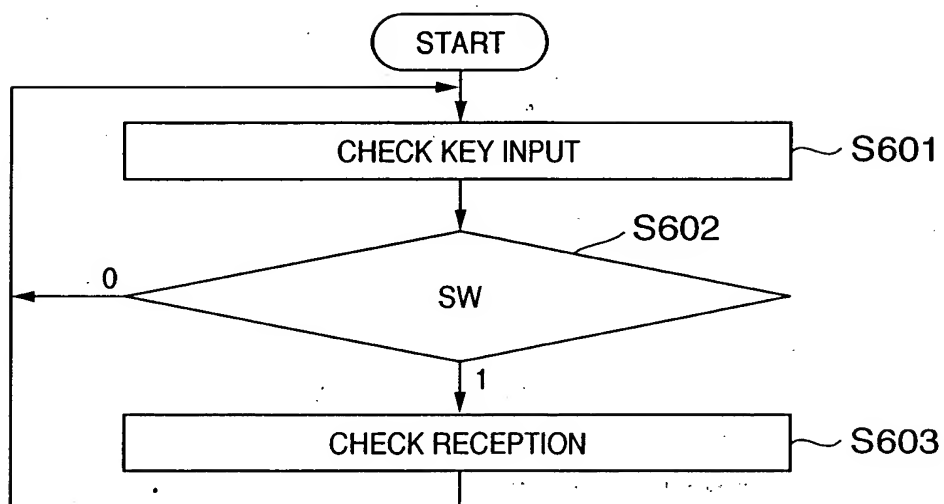 START
CHECK KEY INPUT
S601
S602
0
SW
1
CHECK RECEPTION
S603